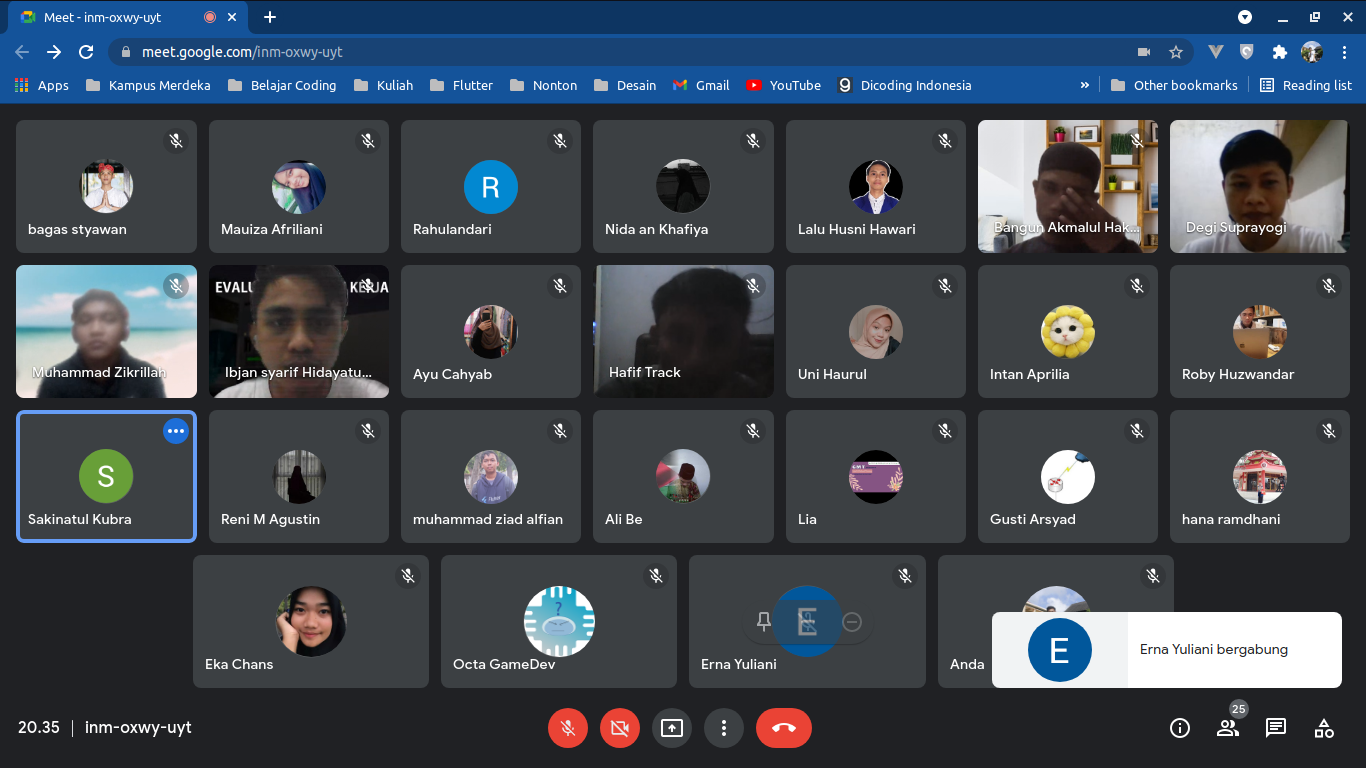 Meet - inm-oxwy-uyt
meet.google.com/inm-oxwy-uyt
Apps Kampus Merdeka Belajar Coding Kuliah Flutter Nonton Desain Gmail YouTube Dicoding Indonesia » Other bookmarks Reading list
bagas styawan
Mauiza Afriliani
R
Rahulandari
Nida an Khafiya
Lalu Husni Hawari
Bangun Akmalul Hak...
Degi Suprayogi
Muhammad Zikrillah
EVALU KERJA
Ibjan syarif Hidayatu...
Ayu Cahyab
Hafif Track
Uni Haurul
Intan Aprilia
Roby Huzwandar
S
Sakinatul Kubra
Reni M Agustin
muhammad ziad alfian
Ali Be
Lia
Gusti Arsyad
hana ramdhani
Eka Chans
?
Octa GameDev
E
Erna Yuliani
Anda
E
Erna Yuliani bergabung
20.35 | inm-oxwy-uyt
25